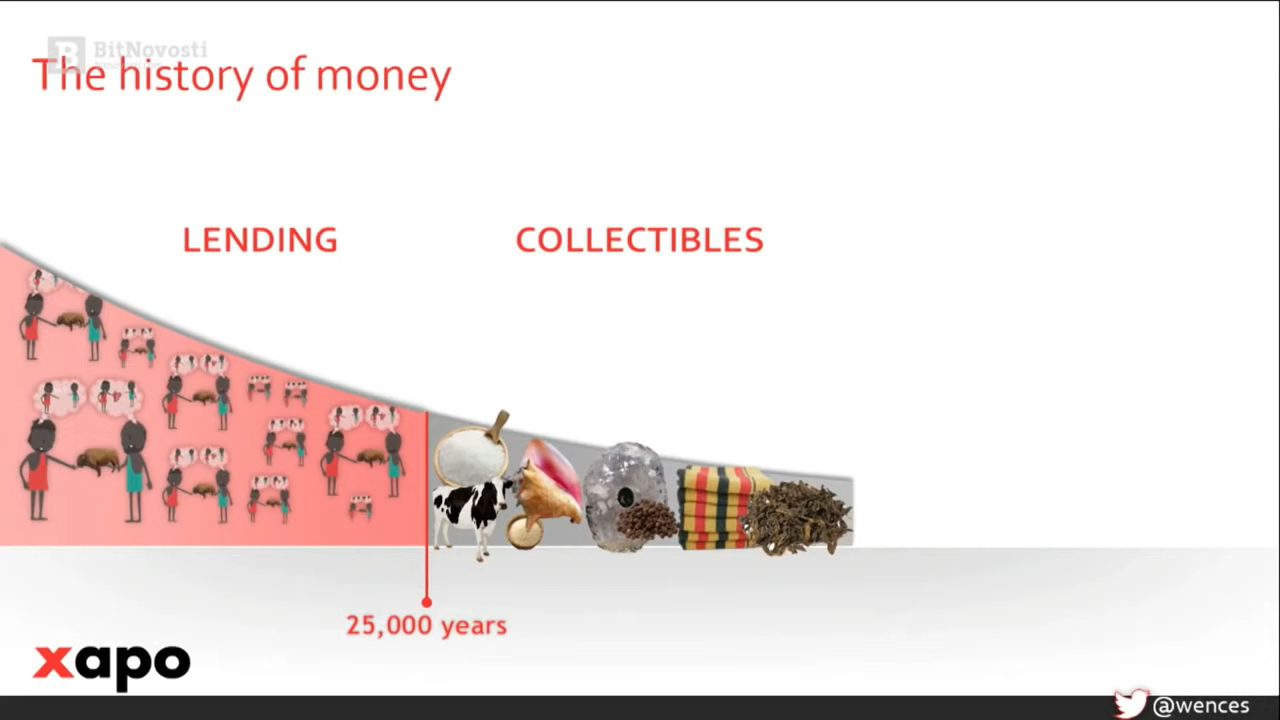 BitNovosti
The history of money
LENDING
COLLECTIBLES
25,000 years
xapo
@wences